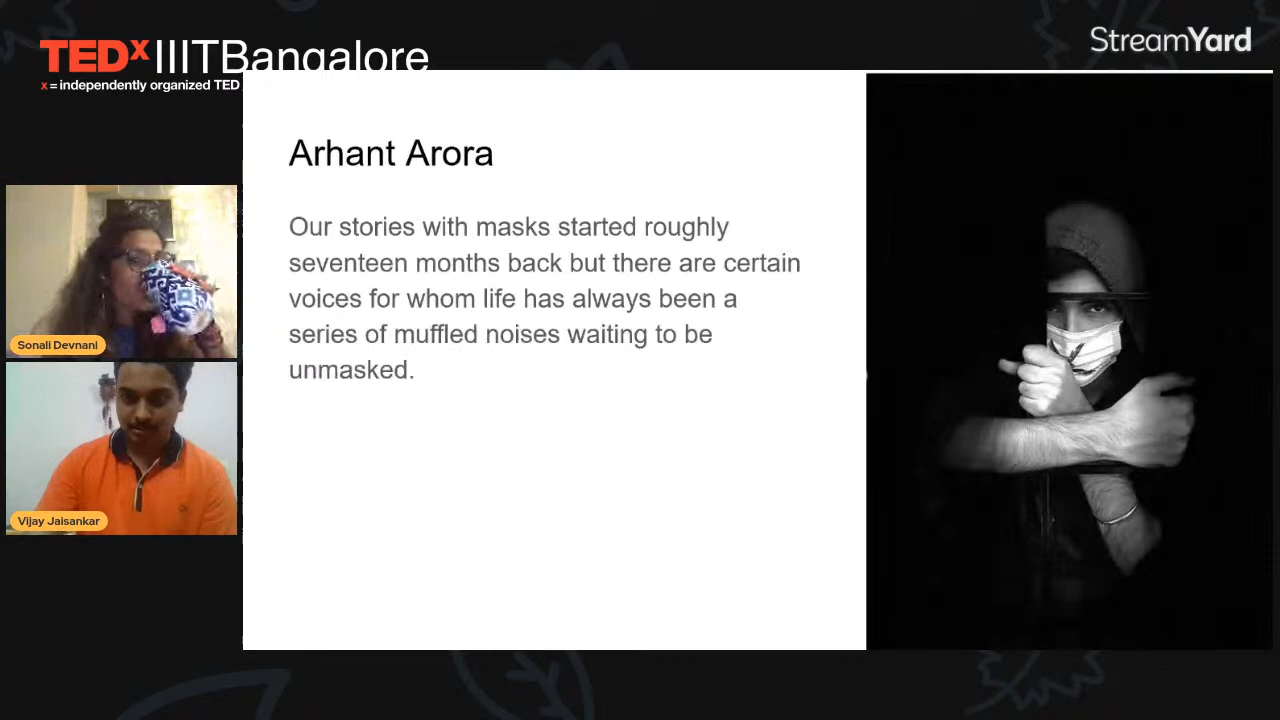 TEDx IIITBangalore
x = independently organized TED
StreamYard
Arhant Arora
Our stories with masks started roughly
seventeen months back but there are certain
voices for whom life has always been a
series of muffled noises waiting to be
unmasked.
Sonali Devnani
Vijay Jaisankar